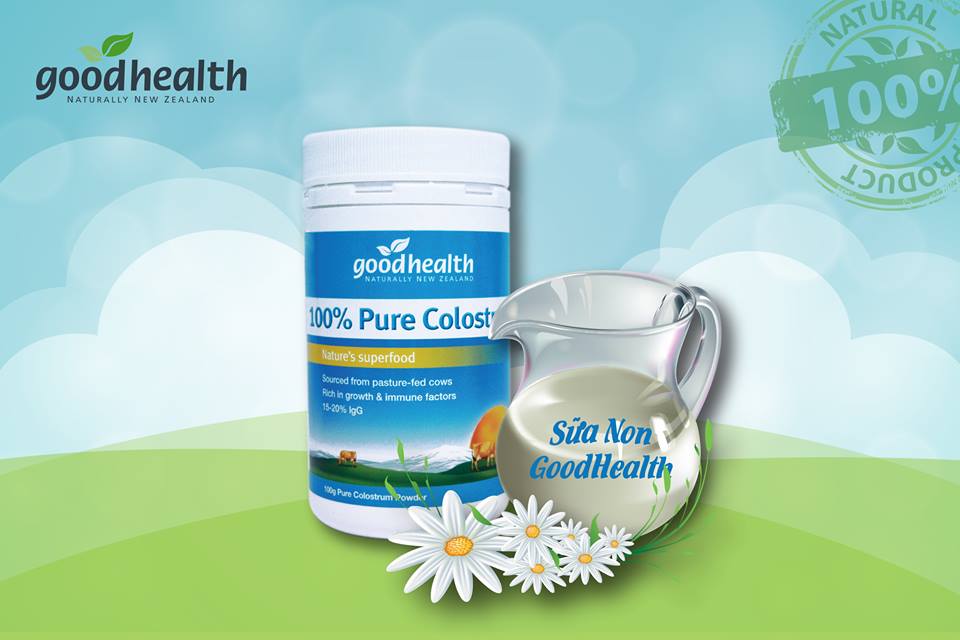 goodhealth
NATURALLY NEW ZEALAND
NATURAL
100%
PRODUCT
goodhealth
NATURALLY NEW ZEALAND
100% Pure Colost
Nature's superfood
Sourced from pasture-fed cows
Rich in growth & immune factors
15-20% IgG
100g Pure Colostrum Powder
Sữa Non
GoodHealth